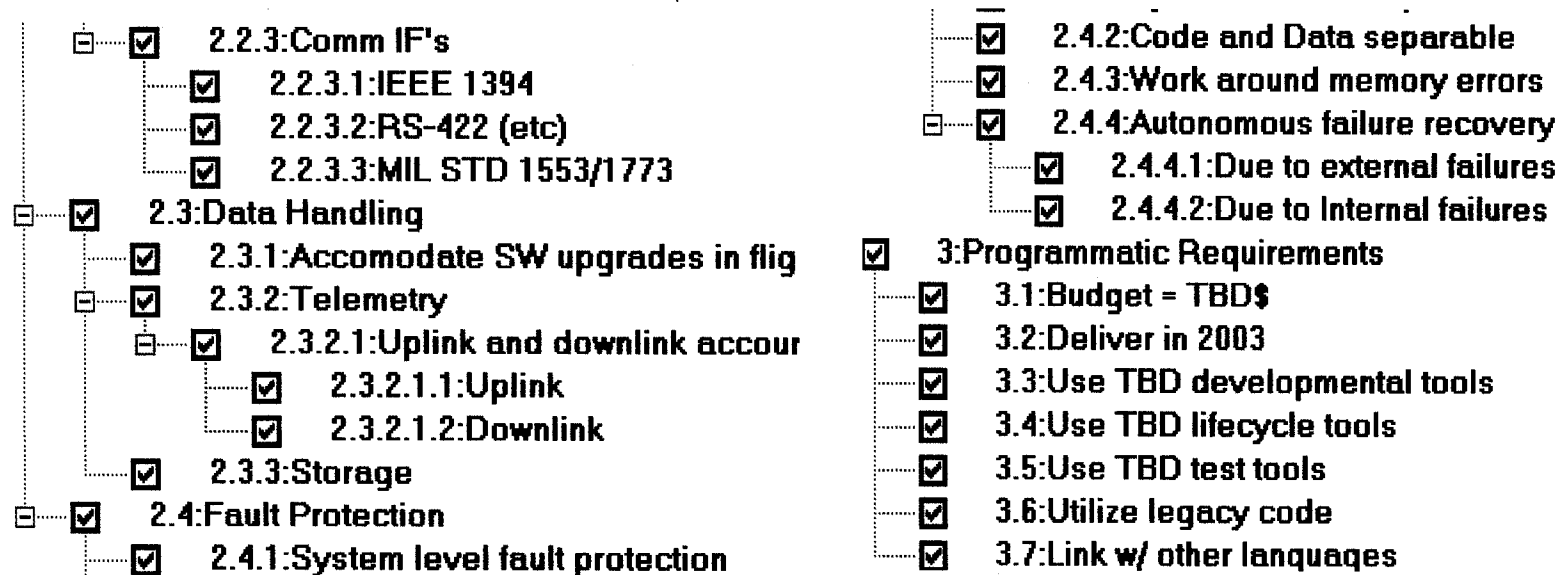 2.2.3:Comm IF's
2.2.3.1:IEEE 1394
2.2.3.2:RS-422 (etc)
2.2.3.3:MIL STD 1553/1773
2.3:Data Handling
2.3.1:Accomodate SW upgrades in flig
2.3.2:Telemetry
2.3.2.1:Uplink and downlink accour
2.3.2.1.1:Uplink
2.3.2.1.2:Downlink
2.3.3:Storage
2.4:Fault Protection
2.4.1:System level fault protection
2.4.2:Code and Data separable
2.4.3:Work around memory errors
2.4.4:Autonomous failure recovery
2.4.4.1:Due to external failures
2.4.4.2:Due to Internal failures
3:Programmatic Requirements
3.1:Budget = TBD$
3.2:Deliver in 2003
3.3:Use TBD developmental tools
3.4:Use TBD lifecycle tools
3.5:Use TBD test tools
3.6:Utilize legacy code
3.7:Link w/ other languages